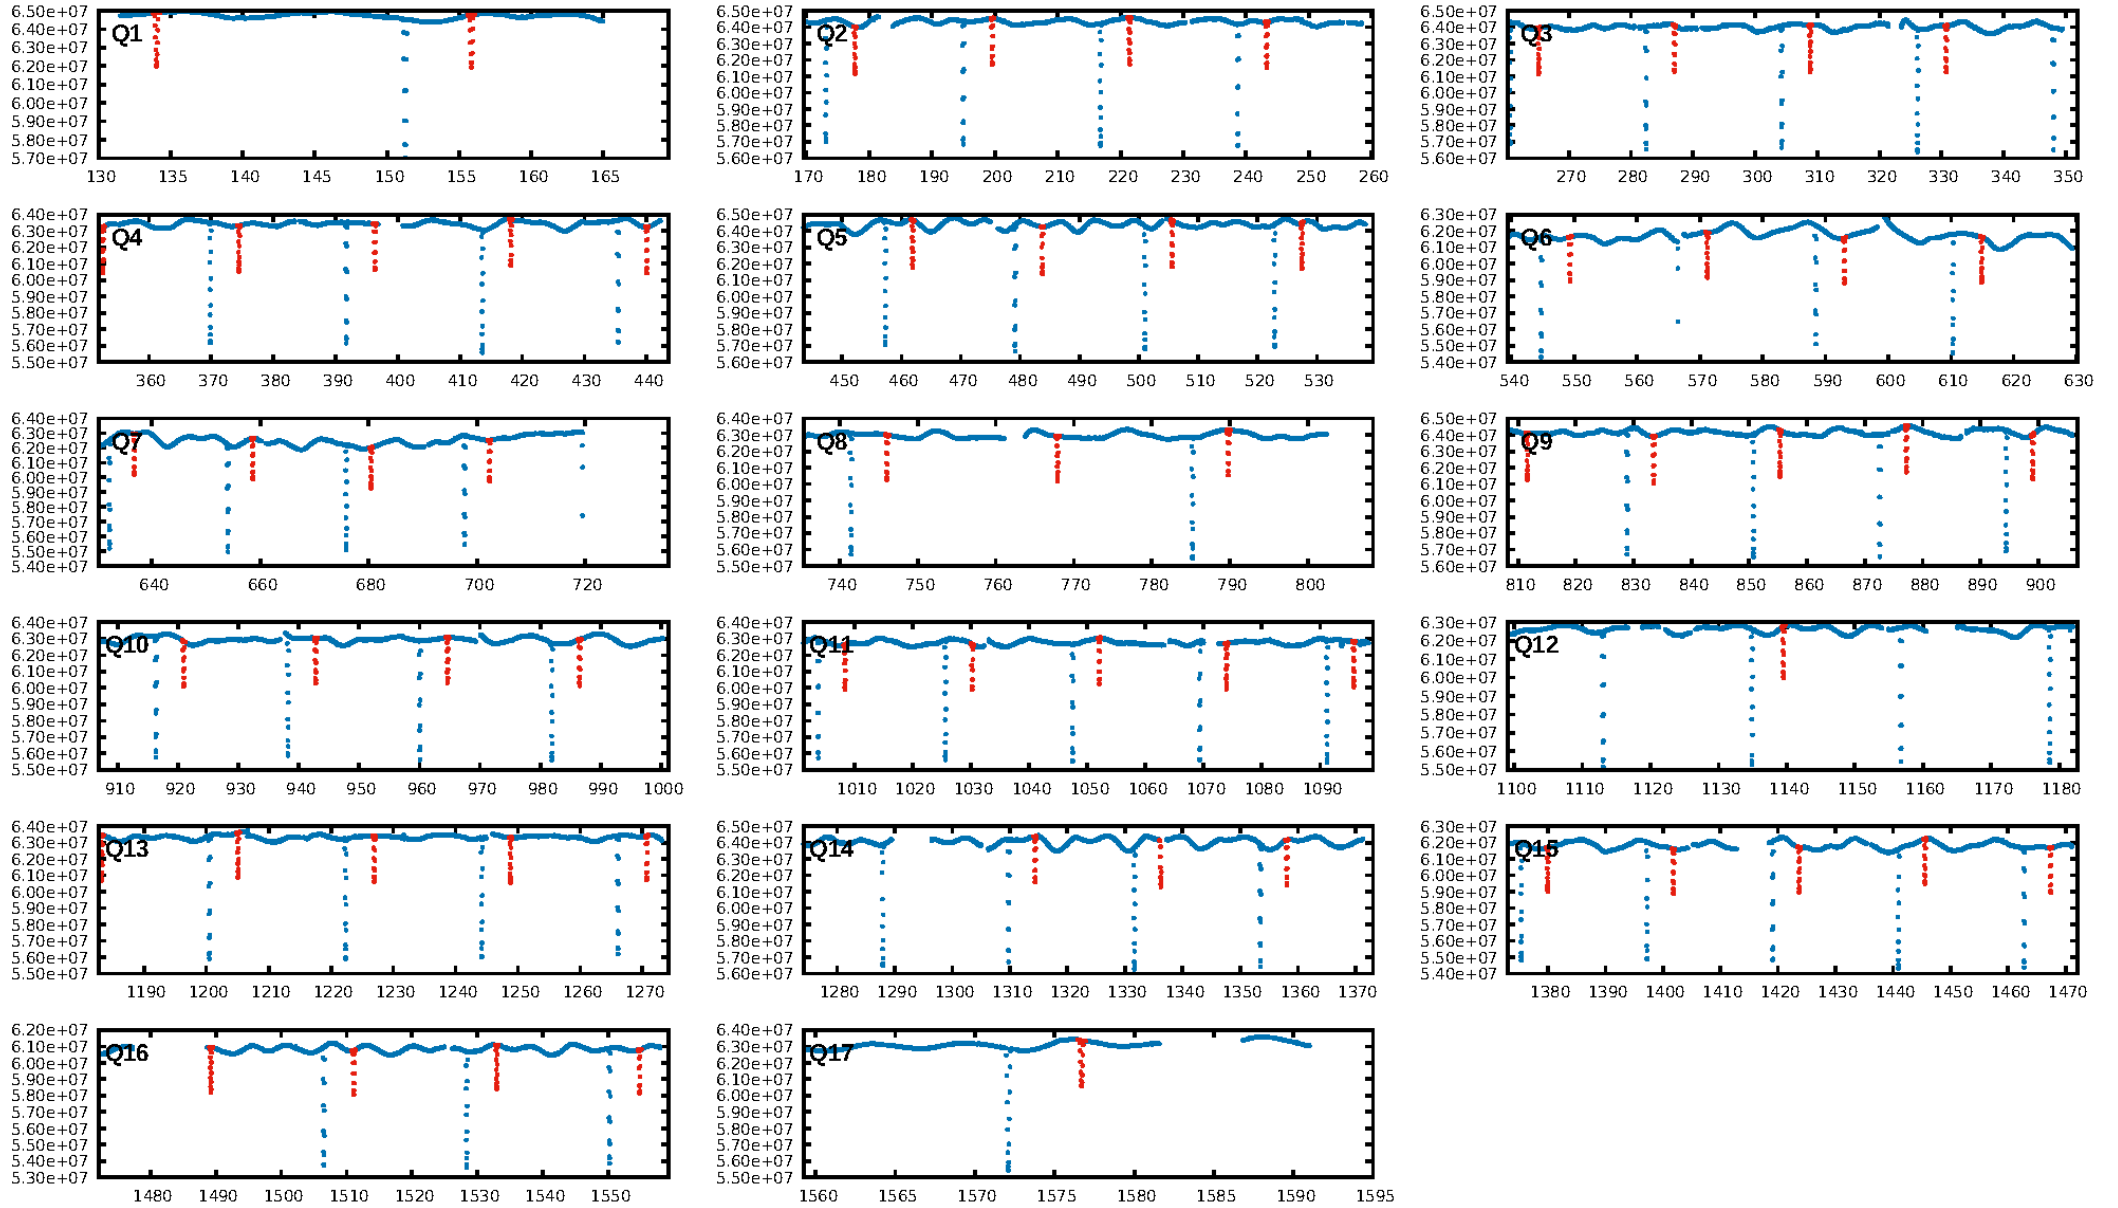 6.50e+07 6.40e+07 6.30e+07 6.20e+07 6.10e+07 6.00e+07 5.90e+07 5.80e+07 5.70e+07
Q1
130 135 140 145 150 155 160 165
6.50e+07 6.40e+07 6.30e+07 6.20e+07 6.10e+07 6.00e+07 5.90e+07 5.80e+07 5.70e+07 5.60e+07
Q2
170 180 190 200 210 220 230 240 250 260
6.50e+07 6.40e+07 6.30e+07 6.20e+07 6.10e+07 6.00e+07 5.90e+07 5.80e+07 5.70e+07 5.60e+07
Q3
270 280 290 300 310 320 330 340 350
6.40e+07 6.30e+07 6.20e+07 6.10e+07 6.00e+07 5.90e+07 5.80e+07 5.70e+07 5.60e+07 5.50e+07
Q4
360 370 380 390 400 410 420 430 440
6.50e+07 6.40e+07 6.30e+07 6.20e+07 6.10e+07 6.00e+07 5.90e+07 5.80e+07 5.70e+07 5.60e+07
Q5
450 460 470 480 490 500 510 520 530
6.30e+07 6.20e+07 6.10e+07 6.00e+07 5.90e+07 5.80e+07 5.70e+07 5.60e+07 5.50e+07 5.40e+07
Q6
540 550 560 570 580 590 600 610 620 630
6.40e+07 6.30e+07 6.20e+07 6.10e+07 6.00e+07 5.90e+07 5.80e+07 5.70e+07 5.60e+07 5.50e+07 5.40e+07
Q7
640 660 680 700 720
6.40e+07 6.30e+07 6.20e+07 6.10e+07 6.00e+07 5.90e+07 5.80e+07 5.70e+07 5.60e+07 5.50e+07
Q8
740 750 760 770 780 790 800
6.50e+07 6.40e+07 6.30e+07 6.20e+07 6.10e+07 6.00e+07 5.90e+07 5.80e+07 5.70e+07 5.60e+07
Q9
810 820 830 840 850 860 870 880 890 900
6.40e+07 6.30e+07 6.20e+07 6.10e+07 6.00e+07 5.90e+07 5.80e+07 5.70e+07 5.60e+07 5.50e+07
Q10
910 920 930 940 950 960 970 980 990 1000
6.40e+07 6.30e+07 6.20e+07 6.10e+07 6.00e+07 5.90e+07 5.80e+07 5.70e+07 5.60e+07 5.50e+07
Q11
1010 1020 1030 1040 1050 1060 1070 1080 1090
6.30e+07 6.20e+07 6.10e+07 6.00e+07 5.90e+07 5.80e+07 5.70e+07 5.60e+07 5.50e+07
Q12
1100 1110 1120 1130 1140 1150 1160 1170 1180
6.40e+07 6.30e+07 6.20e+07 6.10e+07 6.00e+07 5.90e+07 5.80e+07 5.70e+07 5.60e+07 5.50e+07
Q13
1190 1200 1210 1220 1230 1240 1250 1260 1270
6.50e+07 6.40e+07 6.30e+07 6.20e+07 6.10e+07 6.00e+07 5.90e+07 5.80e+07 5.70e+07 5.60e+07
Q14
1280 1290 1300 1310 1320 1330 1340 1350 1360 1370
6.30e+07 6.20e+07 6.10e+07 6.00e+07 5.90e+07 5.80e+07 5.70e+07 5.60e+07 5.50e+07 5.40e+07
Q15
1380 1390 1400 1410 1420 1430 1440 1450 1460 1470
6.20e+07 6.10e+07 6.00e+07 5.90e+07 5.80e+07 5.70e+07 5.60e+07 5.50e+07 5.40e+07 5.30e+07
Q16
1480 1490 1500 1510 1520 1530 1540 1550
6.40e+07 6.30e+07 6.20e+07 6.10e+07 6.00e+07 5.90e+07 5.80e+07 5.70e+07 5.60e+07 5.50e+07
Q17
1560 1565 1570 1575 1580 1585 1590 1595